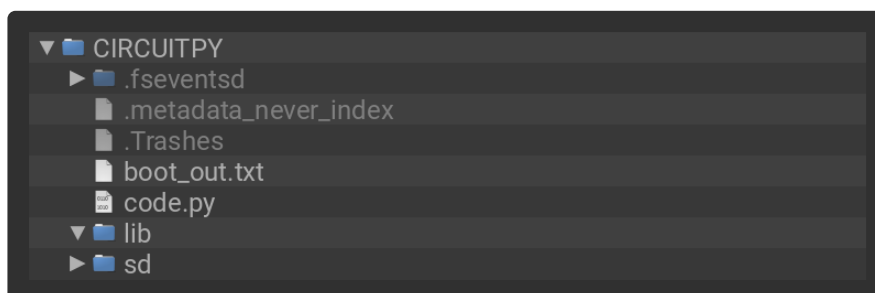 CIRCUITPY
.fseventsd
.metadata_never_index
.Trashes
boot_out.txt
code.py
lib
sd